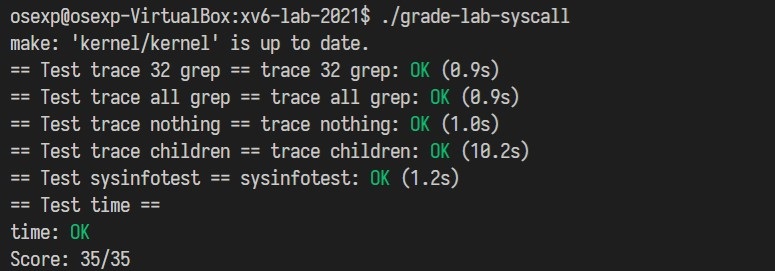 osexp@osexp-VirtualBox:xv6-lab-2021$ ./grade-lab-syscall
make: 'kernel/kernel' is up to date.
== Test trace 32 grep == trace 32 grep: OK (0.9s)
== Test trace all grep == trace all grep: OK (0.9s)
== Test trace nothing == trace nothing: OK (1.0s)
== Test trace children == trace children: OK (10.2s)
== Test sysinfotest == sysinfotest: OK (1.2s)
== Test time ==
time: OK
Score: 35/35